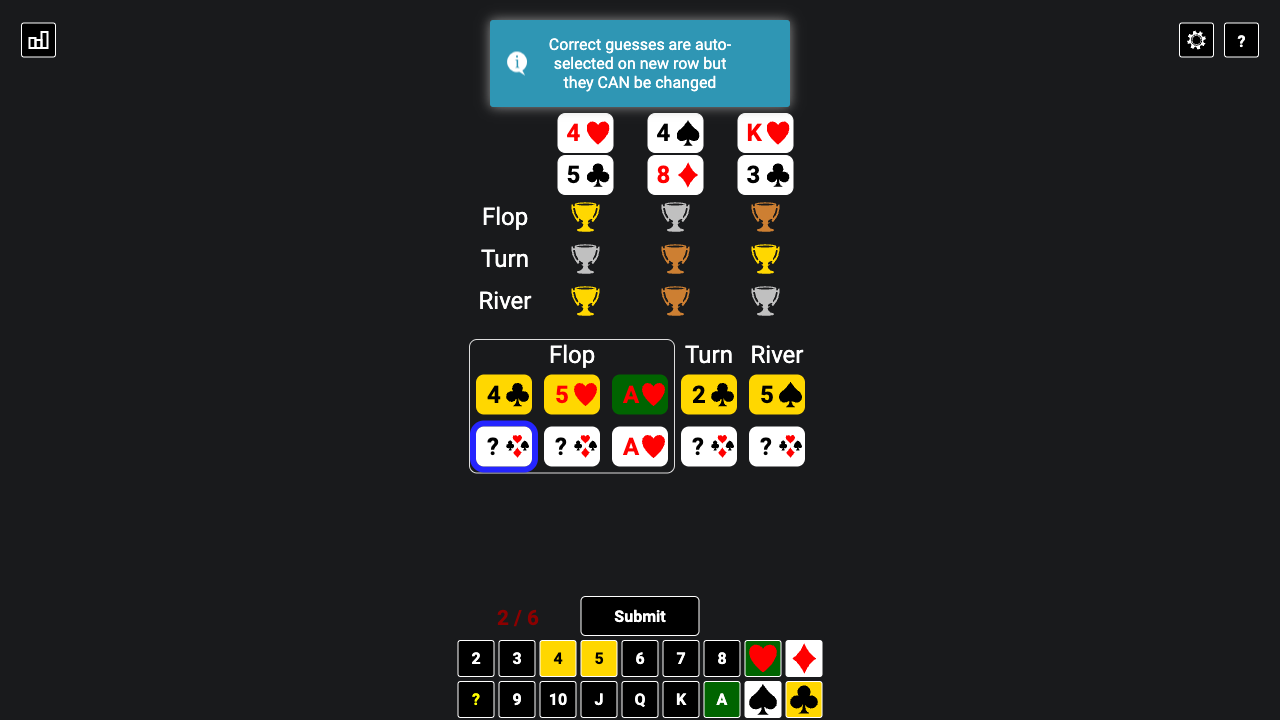 i
Correct guesses are auto-
selected on new row but
they CAN be changed
?
4 4 K
5 8 3
Flop
Turn
River
Flop Turn River
4 5 A 2 5
? ? A ? ?
2 / 6 Submit
2 3 4 5 6 7 8
? 9 10 J Q K A